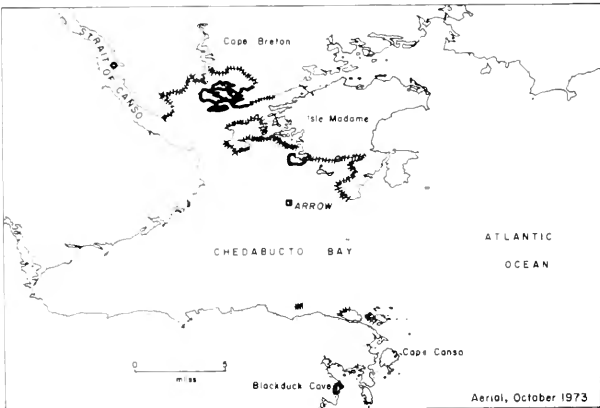 STRAIT OF CANSO
Cape Breton
Isle Madame
ARROW
CHEDABUCTO BAY
ATLANTIC
OCEAN
0 5
miles
Cape Canso
Blackduck Cove
Aerial, October 1973